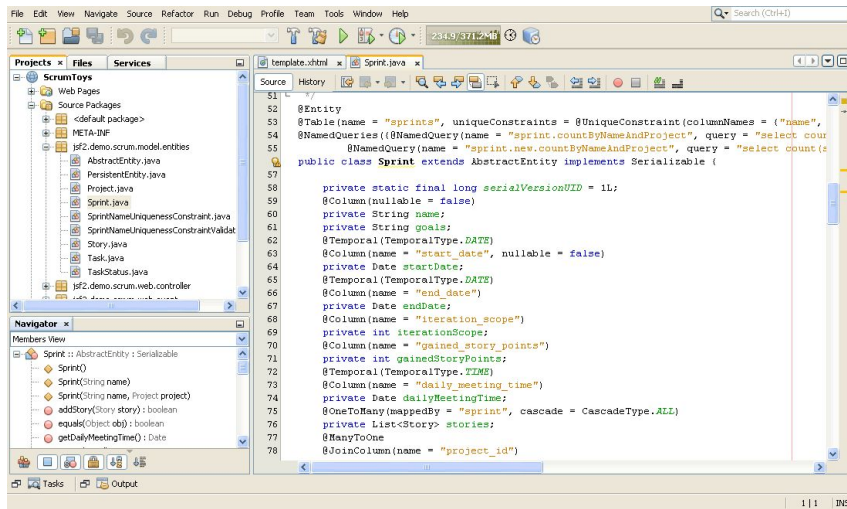 File Edit View Navigate Source Refactor Run Debug Profile Team Tools Window Help
Search (Ctrl+I)
234.9/371.2MB
Projects Files Services
template.xhtml Sprint.java
ScrumToys
Web Pages
Source Packages
<default package>
META-INF
jsf2.demo.scrum.model.entities
AbstractEntity.java
PersistentEntity.java
Project.java
Sprint.java
SprintNameUniquenessConstraint.java
SprintNameUniquenessConstraintValidat
Story.java
Task.java
TaskStatus.java
jsf2.demo.scrum.web.controller
jsf2.demo.scrum.web.event
Navigator
Members View
Sprint :: AbstractEntity : Serializable
Sprint()
Sprint(String name)
Sprint(String name, Project project)
addStory(Story story) : boolean
equals(Object obj) : boolean
getDailyMeetingTime() : Date
Source History
51 */
52 @Entity
53 @Table(name = "sprints", uniqueConstraints = @UniqueConstraint(columnNames = {"name",
54 @NamedQueries({@NamedQuery(name = "sprint.countByNameAndProject", query = "select coun
55 @NamedQuery(name = "sprint.new.countByNameAndProject", query = "select count(s
public class Sprint extends AbstractEntity implements Serializable {
57
58 private static final long serialVersionUID = 1L;
59 @Column(nullable = false)
60 private String name;
61 private String goals;
62 @Temporal(TemporalType.DATE)
63 @Column(name = "start_date", nullable = false)
64 private Date startDate;
65 @Temporal(TemporalType.DATE)
66 @Column(name = "end_date")
67 private Date endDate;
68 @Column(name = "iteration_scope")
69 private int iterationScope;
70 @Column(name = "gained_story_points")
71 private int gainedStoryPoints;
72 @Temporal(TemporalType.TIME)
73 @Column(name = "daily_meeting_time")
74 private Date dailyMeetingTime;
75 @OneToMany(mappedBy = "sprint", cascade = CascadeType.ALL)
76 private List<Story> stories;
77 @ManyToOne
78 @JoinColumn(name = "project_id")
Tasks Output
1 | 1 INS